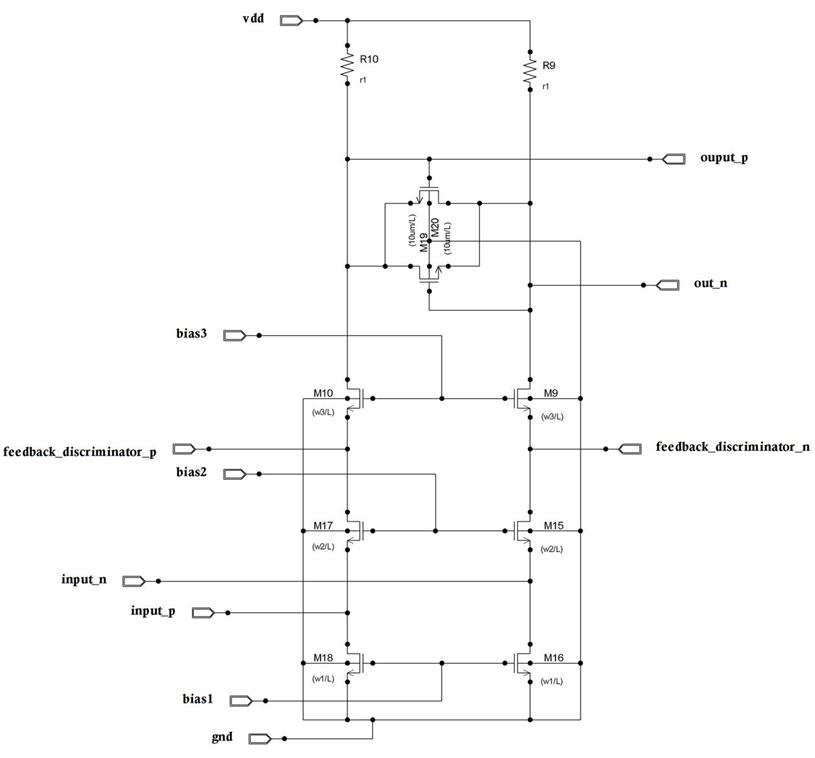 vdd
R10
r1
R9
r1
ouput_p
M20
(10um/L)
M19
(10um/L)
out_n
bias3
M10
(w3/L)
M9
(w3/L)
feedback_discriminator_p
feedback_discriminator_n
bias2
M17
(w2/L)
M15
(w2/L)
input_n
input_p
M18
(w1/L)
M16
(w1/L)
bias1
gnd